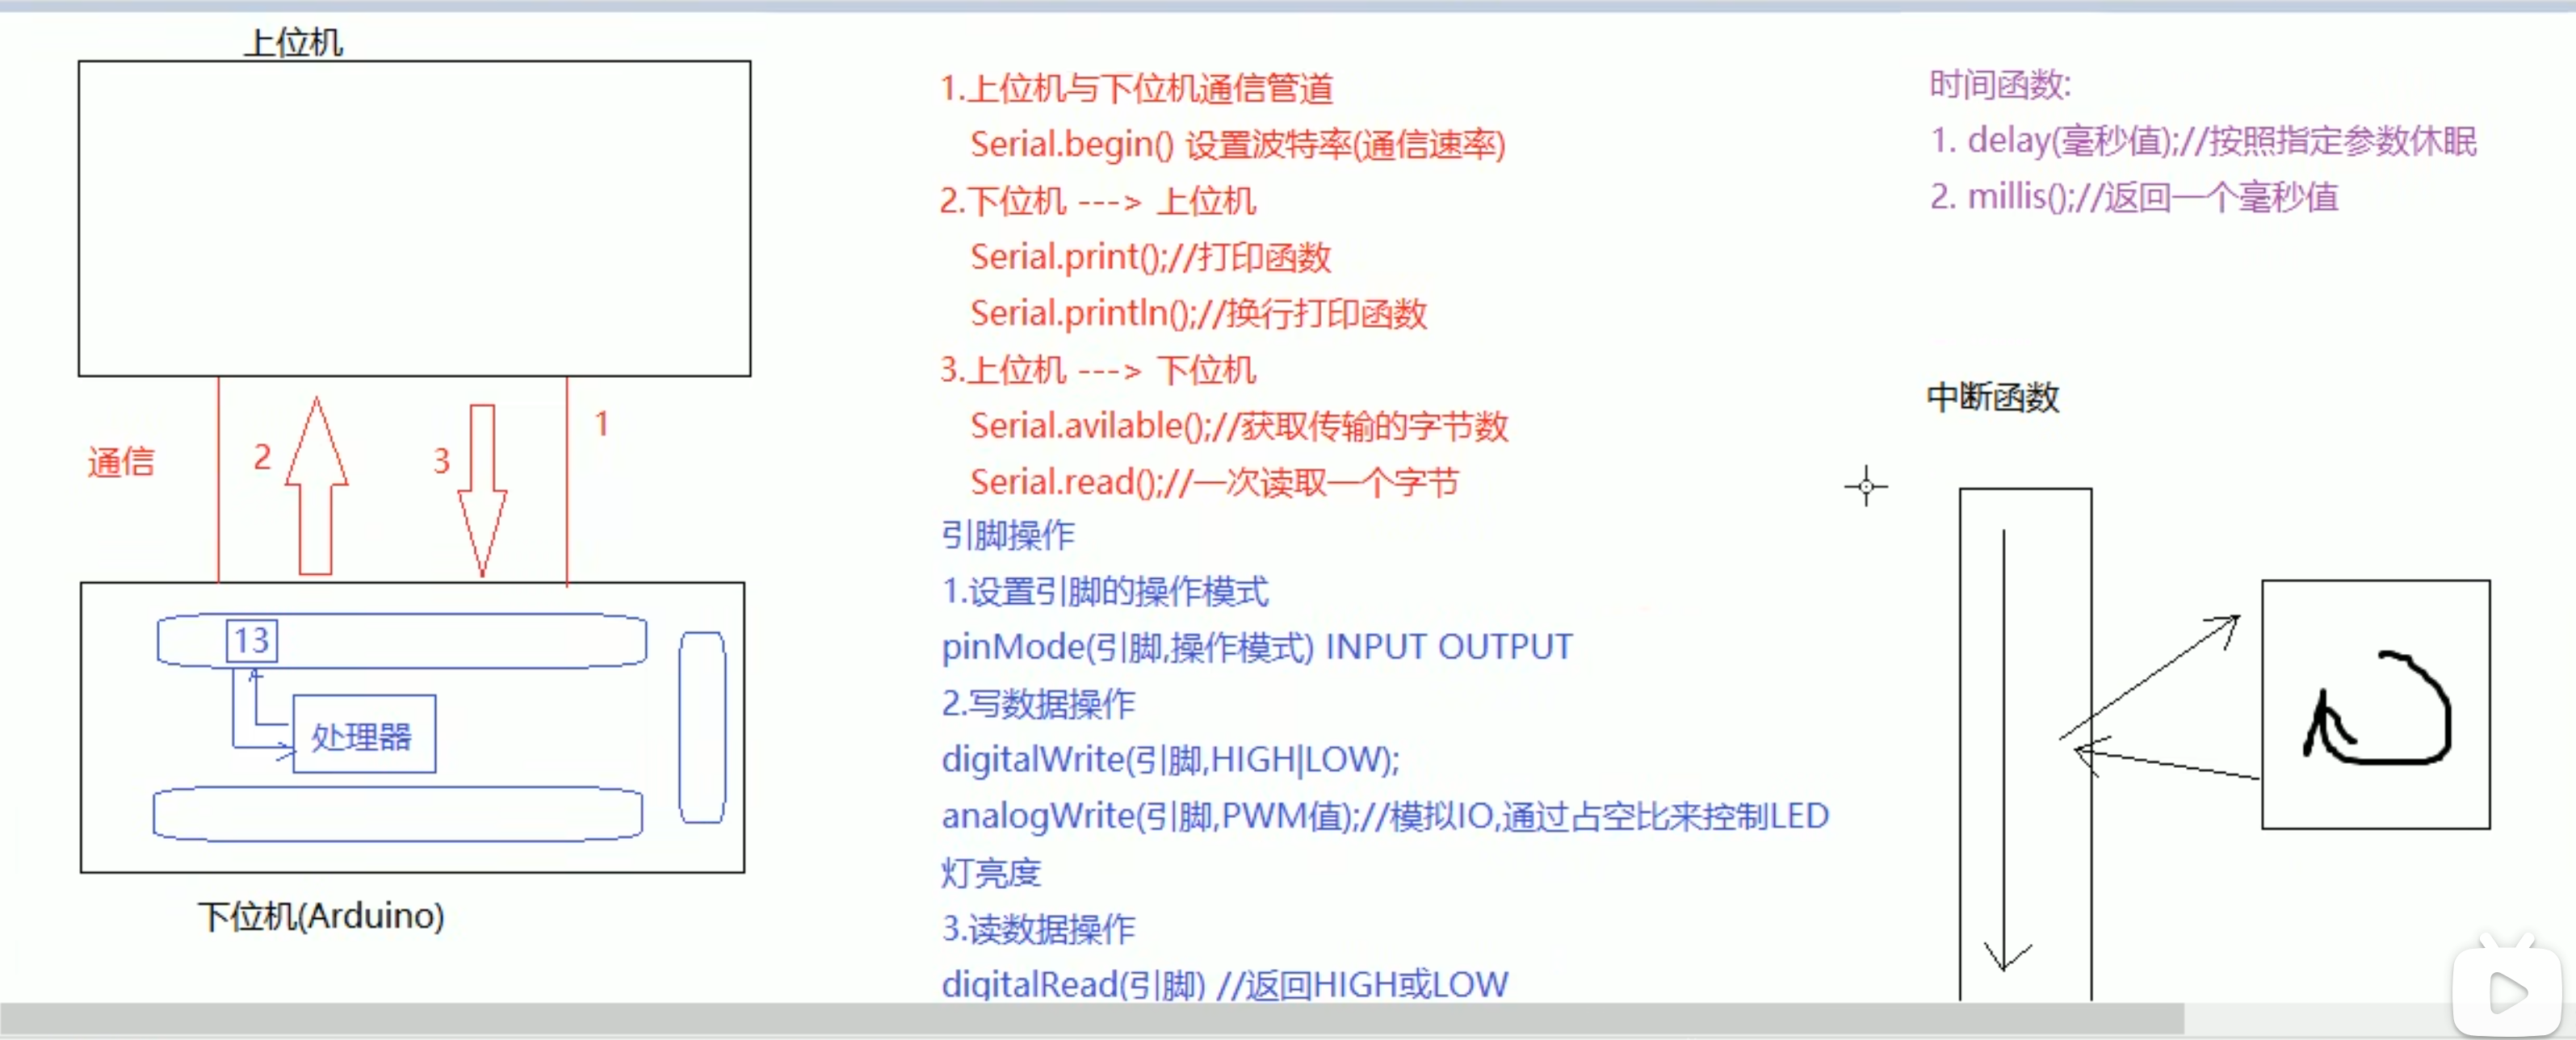 上位机
通信
2
3
1
13
处理器
下位机(Arduino)
1.上位机与下位机通信管道
Serial.begin() 设置波特率(通信速率)
2.下位机 ---> 上位机
Serial.print();//打印函数
Serial.println();//换行打印函数
3.上位机 ---> 下位机
Serial.avilable();//获取传输的字节数
Serial.read();//一次读取一个字节
引脚操作
1.设置引脚的操作模式
pinMode(引脚,操作模式) INPUT OUTPUT
2.写数据操作
digitalWrite(引脚,HIGH|LOW);
analogWrite(引脚,PWM值);//模拟IO,通过占空比来控制LED
灯亮度
3.读数据操作
digitalRead(引脚) //返回HIGH或LOW
时间函数:
1. delay(毫秒值);//按照指定参数休眠
2. millis();//返回一个毫秒值
中断函数